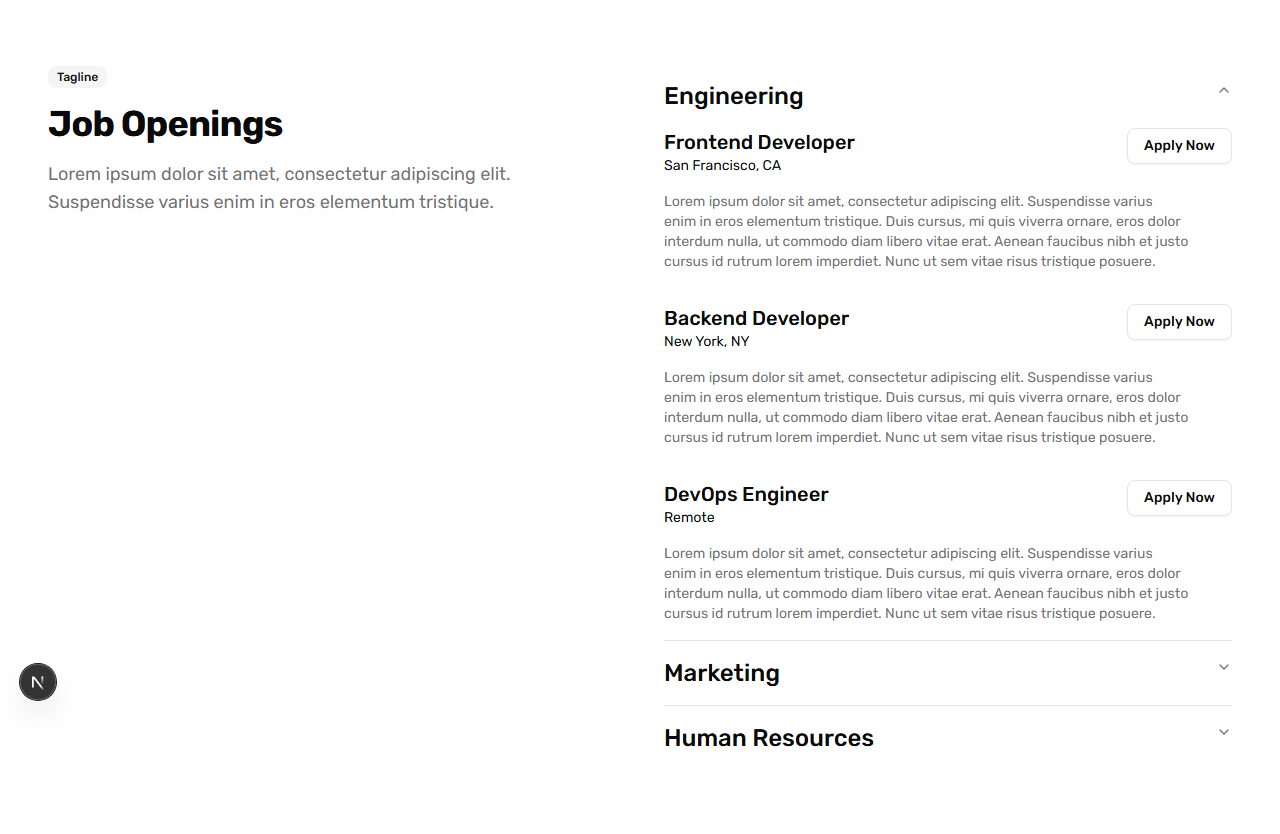 Tagline
Job Openings
Lorem ipsum dolor sit amet, consectetur adipiscing elit.
Suspendisse varius enim in eros elementum tristique.
Engineering
Frontend Developer
Apply Now
San Francisco, CA
Lorem ipsum dolor sit amet, consectetur adipiscing elit. Suspendisse varius
enim in eros elementum tristique. Duis cursus, mi quis viverra ornare, eros dolor
interdum nulla, ut commodo diam libero vitae erat. Aenean faucibus nibh et justo
cursus id rutrum lorem imperdiet. Nunc ut sem vitae risus tristique posuere.
Backend Developer
Apply Now
New York, NY
Lorem ipsum dolor sit amet, consectetur adipiscing elit. Suspendisse varius
enim in eros elementum tristique. Duis cursus, mi quis viverra ornare, eros dolor
interdum nulla, ut commodo diam libero vitae erat. Aenean faucibus nibh et justo
cursus id rutrum lorem imperdiet. Nunc ut sem vitae risus tristique posuere.
DevOps Engineer
Apply Now
Remote
Lorem ipsum dolor sit amet, consectetur adipiscing elit. Suspendisse varius
enim in eros elementum tristique. Duis cursus, mi quis viverra ornare, eros dolor
interdum nulla, ut commodo diam libero vitae erat. Aenean faucibus nibh et justo
cursus id rutrum lorem imperdiet. Nunc ut sem vitae risus tristique posuere.
Marketing
Human Resources
N